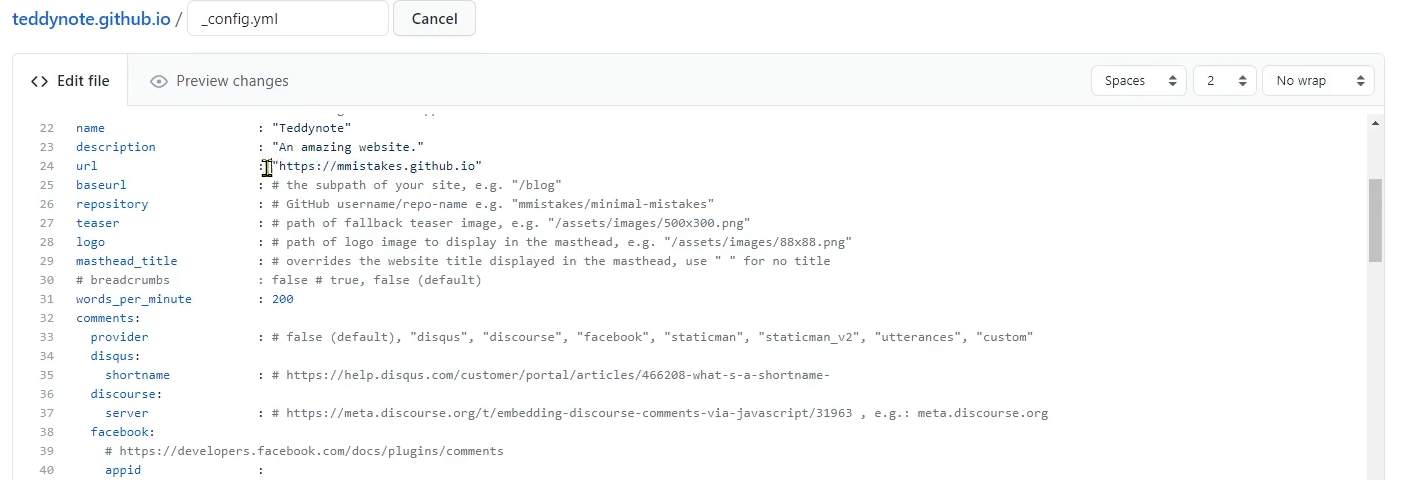 teddynote.github.io / _config.yml Cancel
<> Edit file Preview changes Spaces 2 No wrap
22 name : "Teddynote"
23 description : "An amazing website."
24 url : "https://mmistakes.github.io"
25 baseurl : # the subpath of your site, e.g. "/blog"
26 repository : # GitHub username/repo-name e.g. "mmistakes/minimal-mistakes"
27 teaser : # path of fallback teaser image, e.g. "/assets/images/500x300.png"
28 logo : # path of logo image to display in the masthead, e.g. "/assets/images/88x88.png"
29 masthead_title : # overrides the website title displayed in the masthead, use " " for no title
30 # breadcrumbs : false # true, false (default)
31 words_per_minute : 200
32 comments:
33 provider : # false (default), "disqus", "discourse", "facebook", "staticman", "staticman_v2", "utterances", "custom"
34 disqus:
35 shortname : # https://help.disqus.com/customer/portal/articles/466208-what-s-a-shortname-
36 discourse:
37 server : # https://meta.discourse.org/t/embedding-discourse-comments-via-javascript/31963 , e.g.: meta.discourse.org
38 facebook:
39 # https://developers.facebook.com/docs/plugins/comments
40 appid :